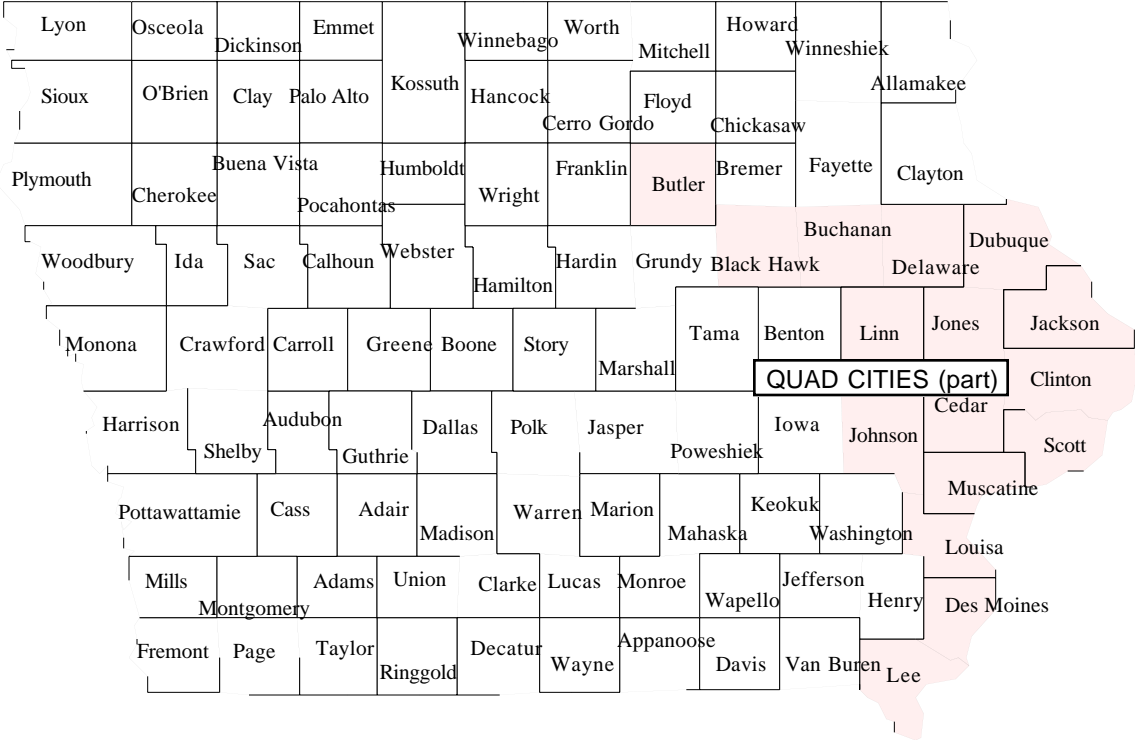 Lyon
Osceola
Dickinson
Emmet
Winnebago
Worth
Mitchell
Howard
Winneshiek
Allamakee
Sioux
O'Brien
Clay
Palo Alto
Kossuth
Hancock
Cerro Gordo
Floyd
Chickasaw
Plymouth
Cherokee
Buena Vista
Pocahontas
Humboldt
Wright
Franklin
Butler
Bremer
Fayette
Clayton
Woodbury
Ida
Sac
Calhoun
Webster
Hamilton
Hardin
Grundy
Black Hawk
Buchanan
Delaware
Dubuque
Monona
Crawford
Carroll
Greene
Boone
Story
Marshall
Tama
Benton
Linn
Jones
Jackson
QUAD CITIES (part)
Clinton
Harrison
Shelby
Audubon
Guthrie
Dallas
Polk
Jasper
Poweshiek
Iowa
Johnson
Cedar
Scott
Pottawattamie
Cass
Adair
Madison
Warren
Marion
Mahaska
Keokuk
Washington
Muscatine
Louisa
Mills
Montgomery
Adams
Union
Clarke
Lucas
Monroe
Wapello
Jefferson
Henry
Des Moines
Fremont
Page
Taylor
Ringgold
Decatur
Wayne
Appanoose
Davis
Van Buren
Lee